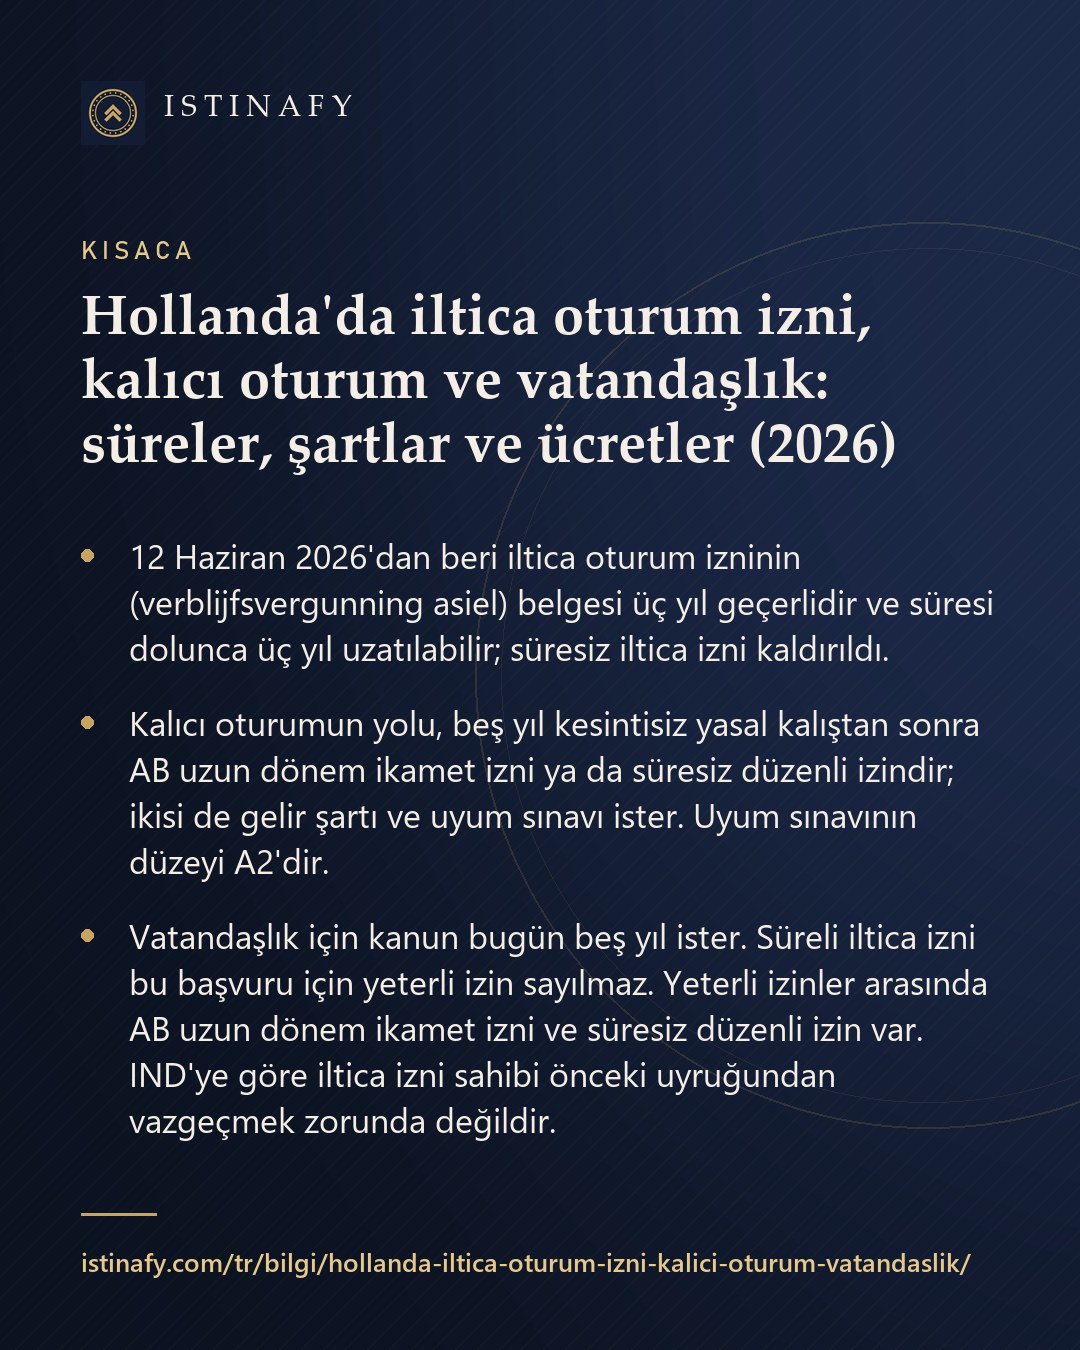 ISTINAFY
KISACA
Hollanda'da iltica oturum izni,
kalıcı oturum ve vatandaşlık:
süreler, şartlar ve ücretler (2026)
12 Haziran 2026'dan beri iltica oturum izninin
(verblijfsvergunning asiel) belgesi üç yıl geçerlidir ve süresi
dolunca üç yıl uzatılabilir; süresiz iltica izni kaldırıldı.
Kalıcı oturumun yolu, beş yıl kesintisiz yasal kalıştan sonra
AB uzun dönem ikamet izni ya da süresiz düzenli izindir;
ikisi de gelir şartı ve uyum sınavı ister. Uyum sınavının
düzeyi A2'dir.
Vatandaşlık için kanun bugün beş yıl ister. Süreli iltica izni
bu başvuru için yeterli izin sayılmaz. Yeterli izinler arasında
AB uzun dönem ikamet izni ve süresiz düzenli izin var.
IND'ye göre iltica izni sahibi önceki uyruğundan
vazgeçmek zorunda değildir.
istinafy.com/tr/bilgi/hollanda-iltica-oturum-izni-kalici-oturum-vatandaslik/